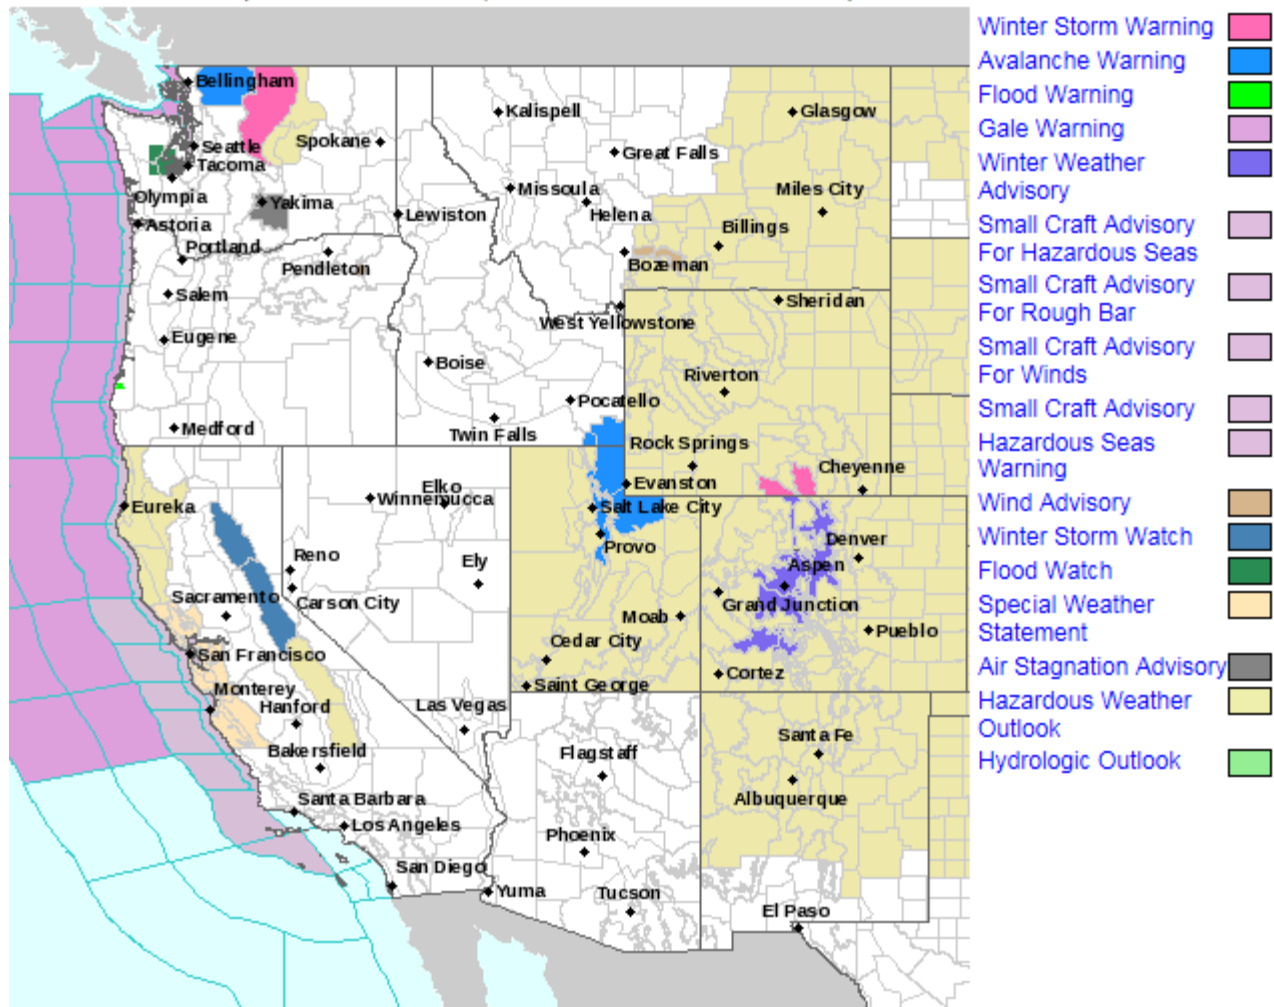 Bellingham
Kalispell
Glasgow
Seattle
Spokane
Great Falls
Tacoma
Missoula
Miles City
Olympia
Yakima
Lewiston
Helena
Astoria
Billings
Portland
Pendleton
Bozeman
Salem
Sheridan
West Yellowstone
Eugene
Boise
Riverton
Pocatello
Medford
Twin Falls
Rock Springs
Cheyenne
Elko
Evanston
Winnemucca
Eureka
Salt Lake City
Denver
Provo
Reno
Ely
Aspen
Sacramento
Carson City
Grand Junction
Moab
Pueblo
Cedar City
San Francisco
Cortez
Saint George
Monterey
Hanford
Las Vegas
Santa Fe
Bakersfield
Flagstaff
Santa Barbara
Albuquerque
Los Angeles
Phoenix
San Diego
Yuma
Tucson
El Paso
Winter Storm Warning
Avalanche Warning
Flood Warning
Gale Warning
Winter Weather
Advisory
Small Craft Advisory
For Hazardous Seas
Small Craft Advisory
For Rough Bar
Small Craft Advisory
For Winds
Small Craft Advisory
Hazardous Seas
Warning
Wind Advisory
Winter Storm Watch
Flood Watch
Special Weather
Statement
Air Stagnation Advisory
Hazardous Weather
Outlook
Hydrologic Outlook